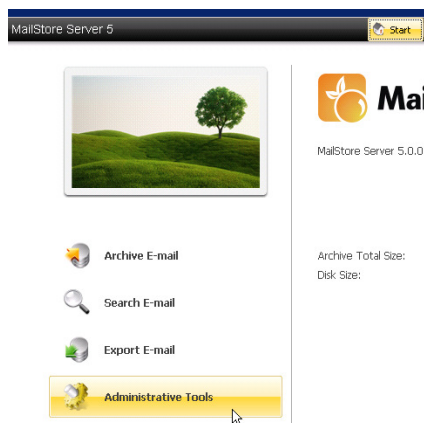 MailStore Server 5
Start
Mai
MailStore Server 5.0.0
Archive E-mail
Archive Total Size:
Disk Size:
Search E-mail
Export E-mail
Administrative Tools